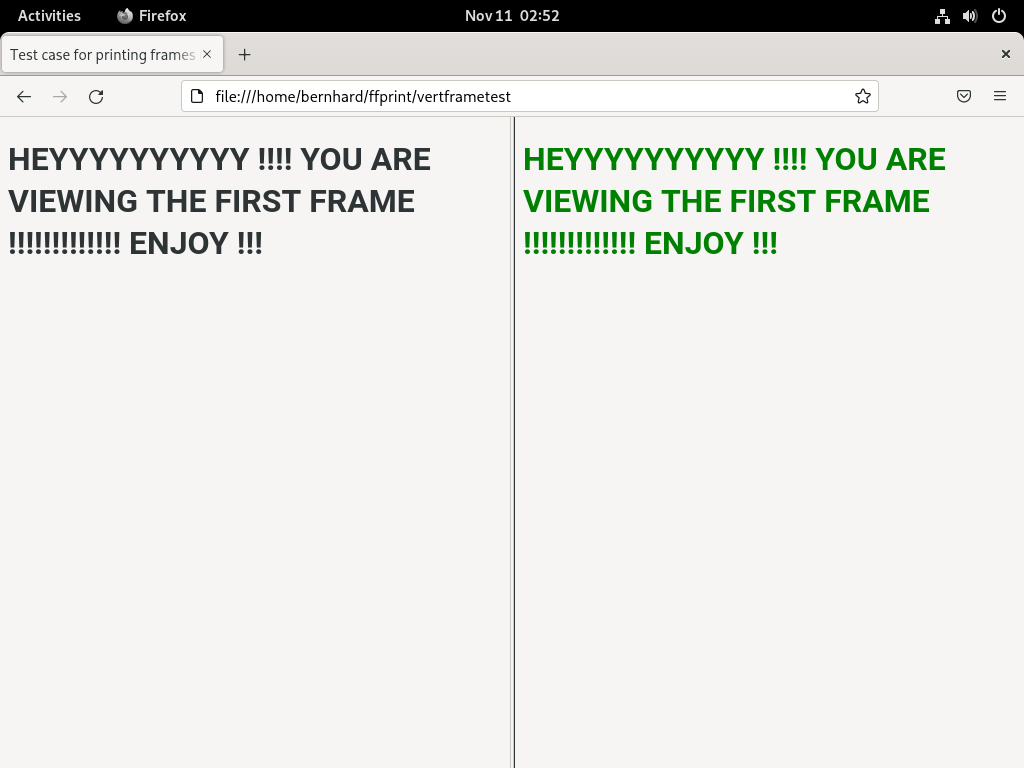 Activities Firefox Nov 11 02:52
Test case for printing frames
file:///home/bernhard/ffprint/vertframetest
HEYYYYYYYYYY !!!! YOU ARE
VIEWING THE FIRST FRAME
!!!!!!!!!!!!! ENJOY !!!
HEYYYYYYYYYY !!!! YOU ARE
VIEWING THE FIRST FRAME
!!!!!!!!!!!!! ENJOY !!!